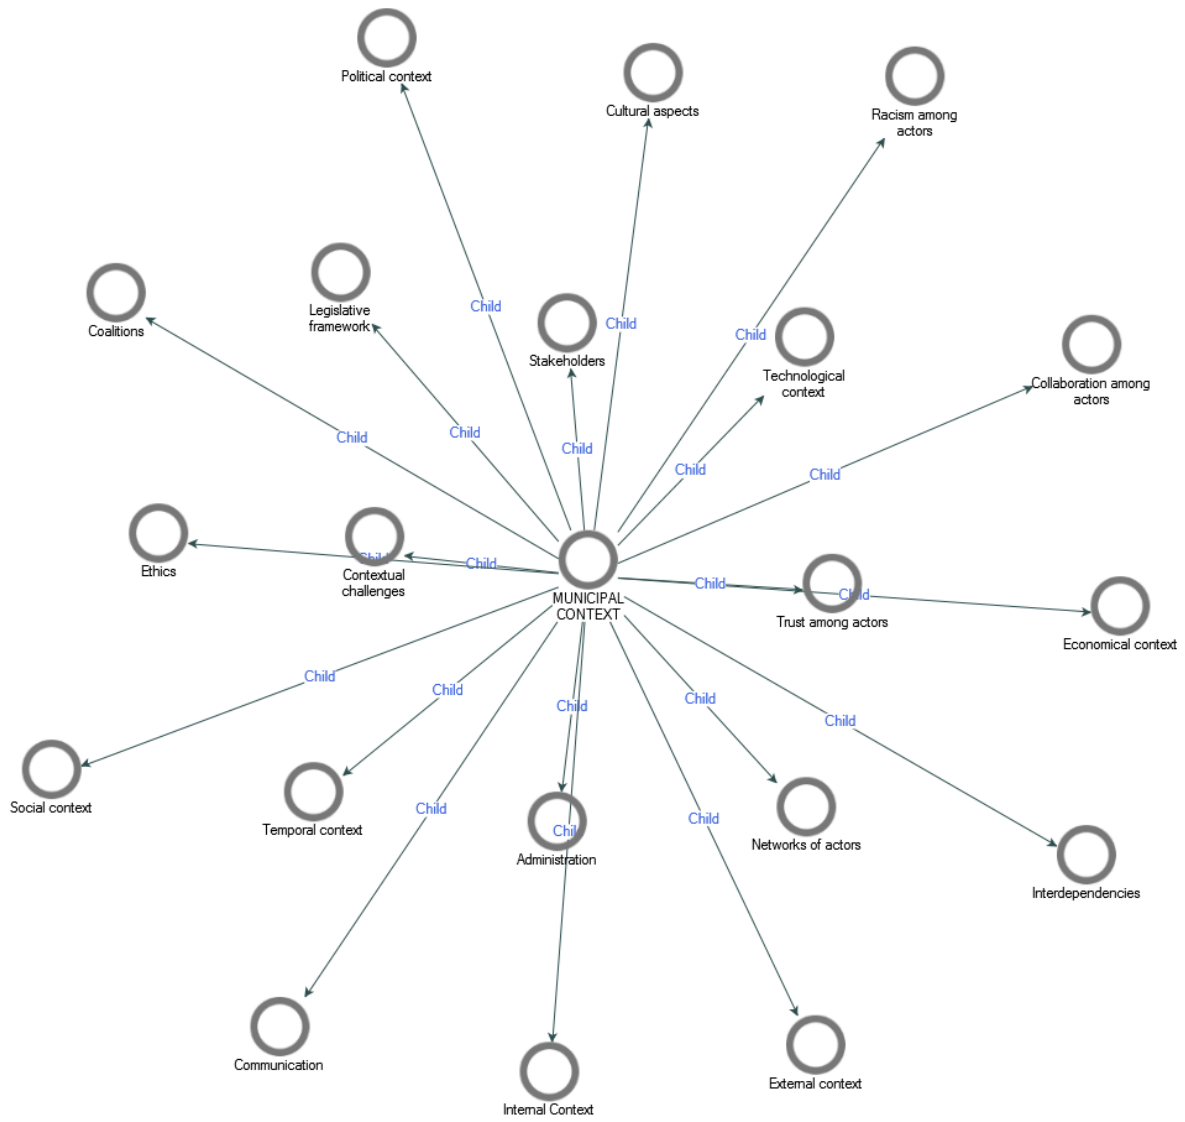 Political context
Cultural aspects
Racism among
actors
Child
Coalitions
Legislative
framework
Stakeholders
Child
Child
Technological
context
Collaboration among
actors
Child
Child
Child
Child
Child
Ethics
Child
Contextual
challenges
Child
MUNICIPAL
CONTEXT
Child
Trust among actors
Child
Economical context
Child
Child
Child
Child
Child
Social context
Temporal context
Child
Chil
Administration
Child
Networks of actors
Interdependencies
Communication
Internal Context
External context